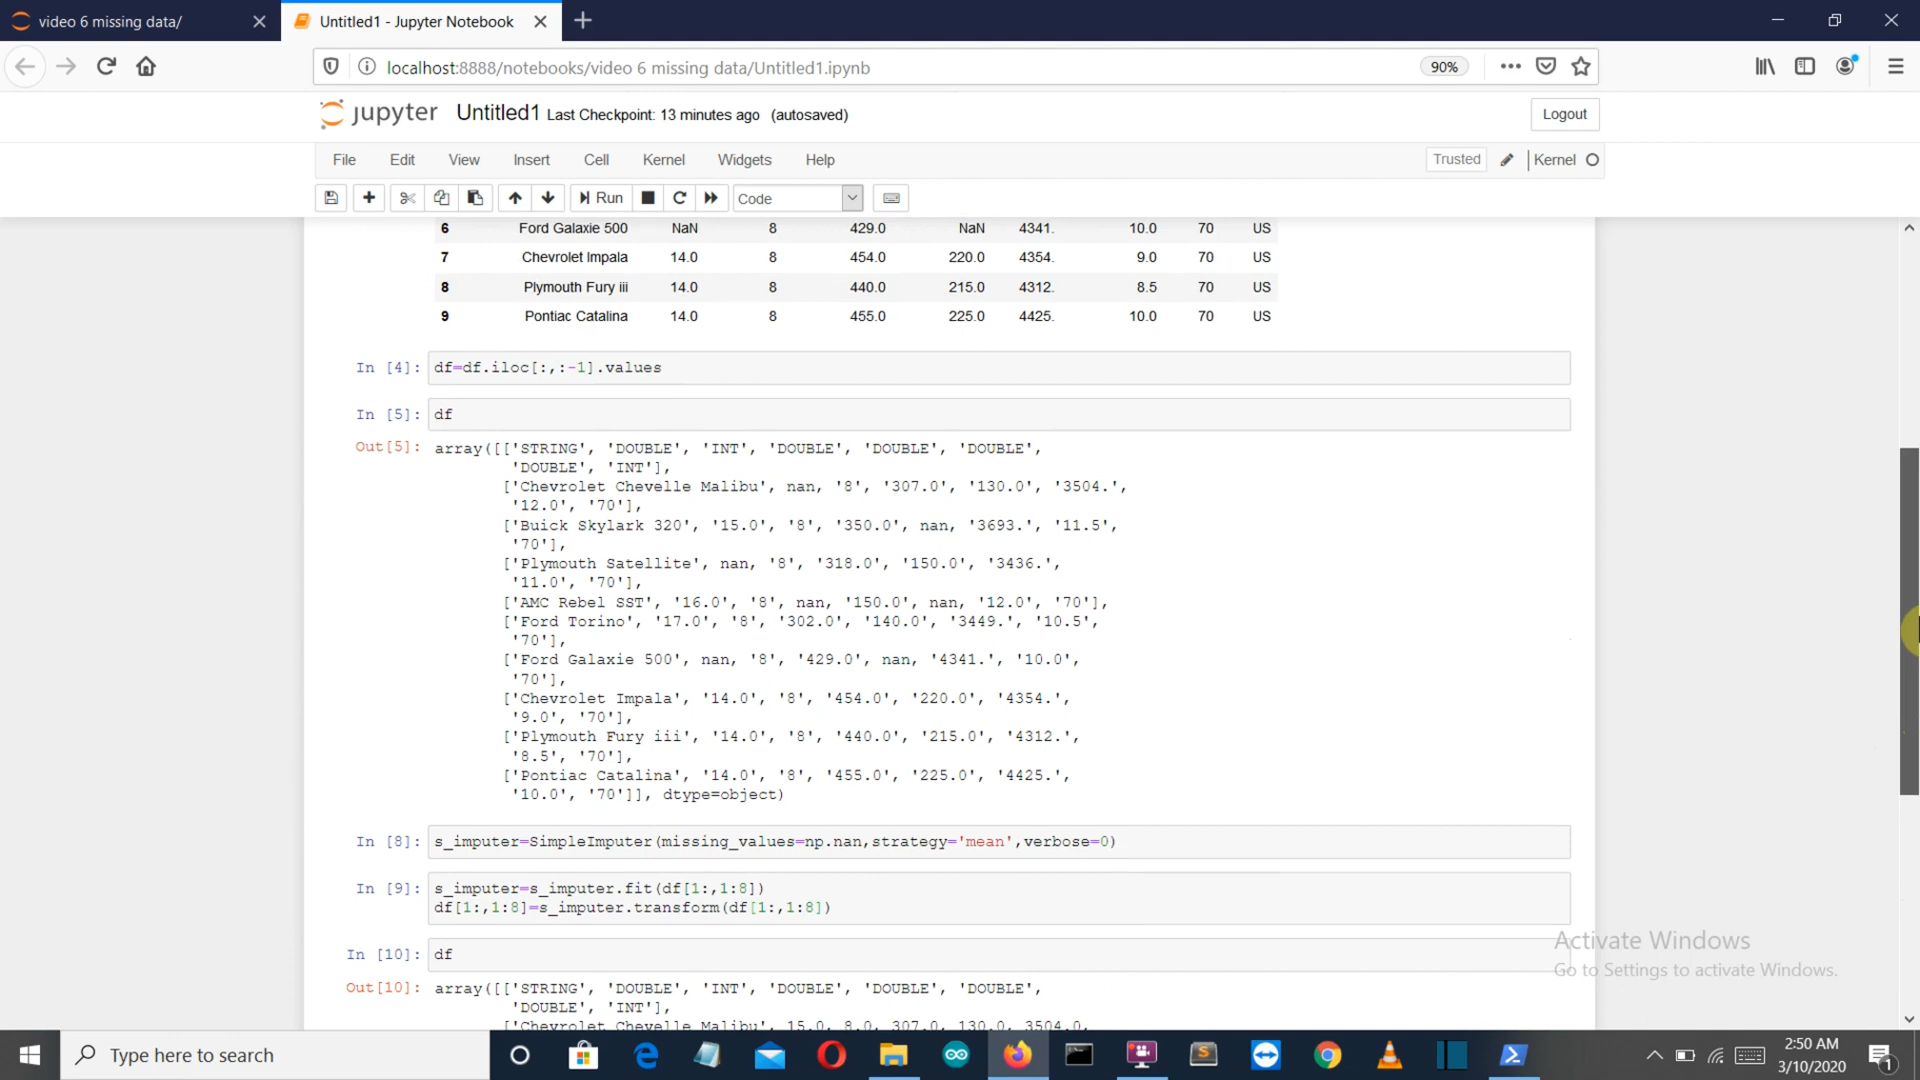 video 6 missing data/
Untitled1 - Jupyter Notebook
localhost:8888/notebooks/video 6 missing data/Untitled1.ipynb
90%
jupyter
Untitled1 Last Checkpoint: 13 minutes ago (autosaved)
Logout
File Edit View Insert Cell Kernel Widgets Help
Trusted
Kernel
Run
Code
6 Ford Galaxie 500 NaN 8 429.0 NaN 4341. 10.0 70 US
7 Chevrolet Impala 14.0 8 454.0 220.0 4354. 9.0 70 US
8 Plymouth Fury iii 14.0 8 440.0 215.0 4312. 8.5 70 US
9 Pontiac Catalina 14.0 8 455.0 225.0 4425. 10.0 70 US
In [4]: df=df.iloc[:,:-1].values
In [5]: df
Out[5]: array([['STRING', 'DOUBLE', 'INT', 'DOUBLE', 'DOUBLE', 'DOUBLE',
'DOUBLE', 'INT'],
['Chevrolet Chevelle Malibu', nan, '8', '307.0', '130.0', '3504.',
'12.0', '70'],
['Buick Skylark 320', '15.0', '8', '350.0', nan, '3693.', '11.5',
'70'],
['Plymouth Satellite', nan, '8', '318.0', '150.0', '3436.',
'11.0', '70'],
['AMC Rebel SST', '16.0', '8', nan, '150.0', nan, '12.0', '70'],
['Ford Torino', '17.0', '8', '302.0', '140.0', '3449.', '10.5',
'70'],
['Ford Galaxie 500', nan, '8', '429.0', nan, '4341.', '10.0',
'70'],
['Chevrolet Impala', '14.0', '8', '454.0', '220.0', '4354.',
'9.0', '70'],
['Plymouth Fury iii', '14.0', '8', '440.0', '215.0', '4312.',
'8.5', '70'],
['Pontiac Catalina', '14.0', '8', '455.0', '225.0', '4425.',
'10.0', '70']], dtype=object)
In [8]: s_imputer=SimpleImputer(missing_values=np.nan,strategy='mean',verbose=0)
In [9]: s_imputer=s_imputer.fit(df[1:,1:8])
df[1:,1:8]=s_imputer.transform(df[1:,1:8])
In [10]: df
Out[10]: array([['STRING', 'DOUBLE', 'INT', 'DOUBLE', 'DOUBLE', 'DOUBLE',
'DOUBLE', 'INT'],
['Chevrolet Chevelle Malibu', 15.0, 8.0, 307.0, 130.0, 3504.0,
Activate Windows
Go to Settings to activate Windows.
Type here to search
2:50 AM
3/10/2020
1